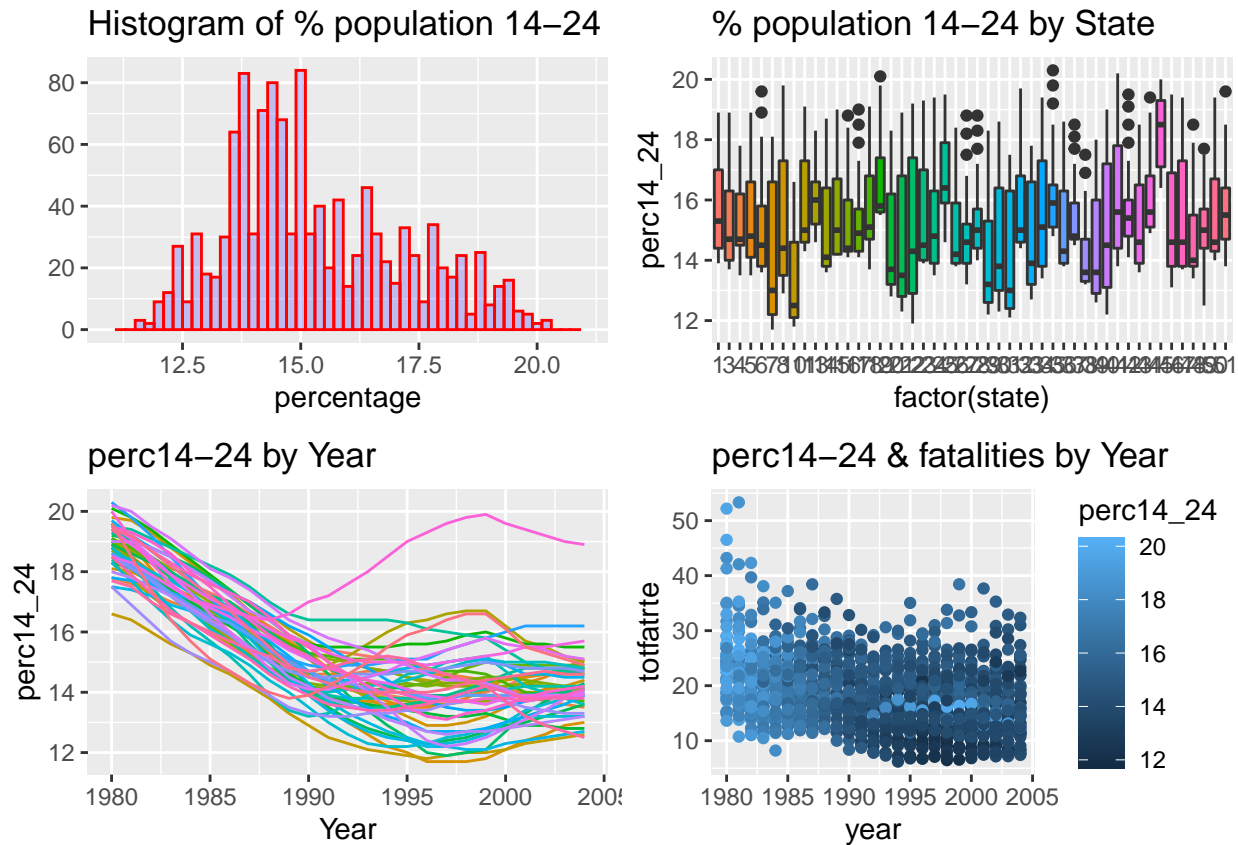 Histogram of % population 14−24
80
60
40
20
0
12.5 15.0 17.5 20.0
percentage
% population 14−24 by State
perc14_24
20
18
16
14
12
factor(state)
perc14−24 by Year
perc14_24
20
18
16
14
12
1980 1985 1990 1995 2000 2005
Year
perc14−24 & fatalities by Year
totfatrte
50
40
30
20
10
1980 1985 1990 1995 2000 2005
year
perc14_24
20
18
16
14
12